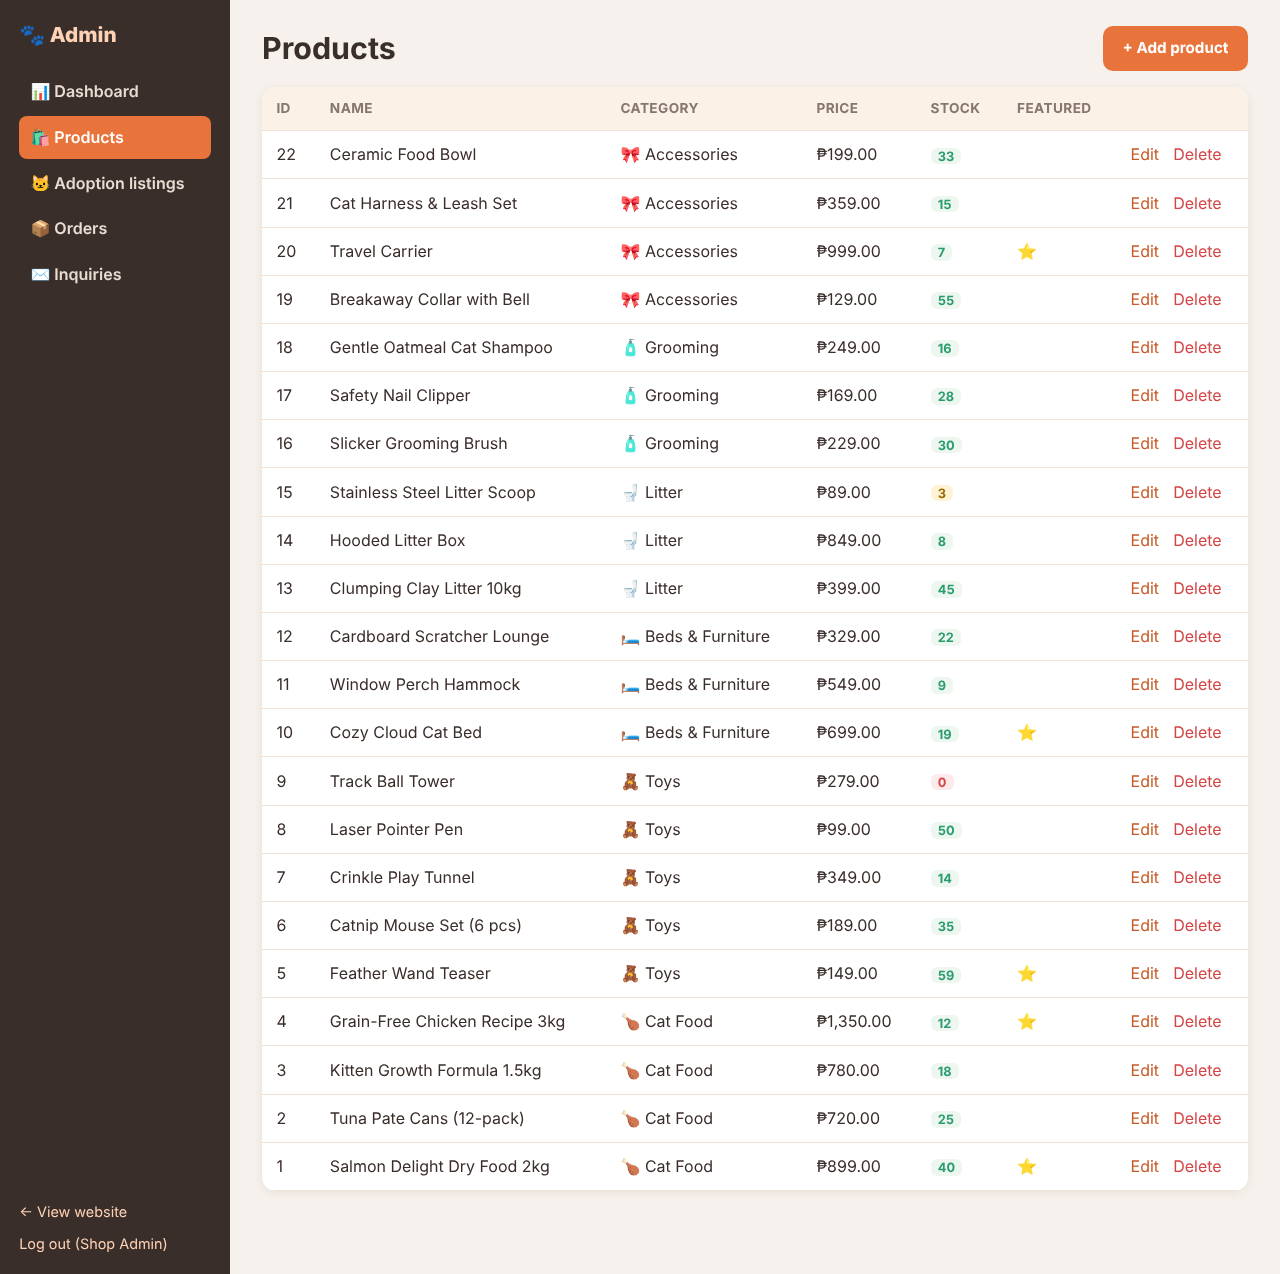 🐾 Admin
📊 Dashboard
🛍️ Products
🐱 Adoption listings
📦 Orders
✉️ Inquiries
← View website
Log out (Shop Admin)
Products
+ Add product
ID NAME CATEGORY PRICE STOCK FEATURED
22 Ceramic Food Bowl 🎀 Accessories ₱199.00 33 Edit Delete
21 Cat Harness & Leash Set 🎀 Accessories ₱359.00 15 Edit Delete
20 Travel Carrier 🎀 Accessories ₱999.00 7 ⭐ Edit Delete
19 Breakaway Collar with Bell 🎀 Accessories ₱129.00 55 Edit Delete
18 Gentle Oatmeal Cat Shampoo 🧴 Grooming ₱249.00 16 Edit Delete
17 Safety Nail Clipper 🧴 Grooming ₱169.00 28 Edit Delete
16 Slicker Grooming Brush 🧴 Grooming ₱229.00 30 Edit Delete
15 Stainless Steel Litter Scoop 🚽 Litter ₱89.00 3 Edit Delete
14 Hooded Litter Box 🚽 Litter ₱849.00 8 Edit Delete
13 Clumping Clay Litter 10kg 🚽 Litter ₱399.00 45 Edit Delete
12 Cardboard Scratcher Lounge 🛏️ Beds & Furniture ₱329.00 22 Edit Delete
11 Window Perch Hammock 🛏️ Beds & Furniture ₱549.00 9 Edit Delete
10 Cozy Cloud Cat Bed 🛏️ Beds & Furniture ₱699.00 19 ⭐ Edit Delete
9 Track Ball Tower 🧸 Toys ₱279.00 0 Edit Delete
8 Laser Pointer Pen 🧸 Toys ₱99.00 50 Edit Delete
7 Crinkle Play Tunnel 🧸 Toys ₱349.00 14 Edit Delete
6 Catnip Mouse Set (6 pcs) 🧸 Toys ₱189.00 35 Edit Delete
5 Feather Wand Teaser 🧸 Toys ₱149.00 59 ⭐ Edit Delete
4 Grain-Free Chicken Recipe 3kg 🍗 Cat Food ₱1,350.00 12 ⭐ Edit Delete
3 Kitten Growth Formula 1.5kg 🍗 Cat Food ₱780.00 18 Edit Delete
2 Tuna Pate Cans (12-pack) 🍗 Cat Food ₱720.00 25 Edit Delete
1 Salmon Delight Dry Food 2kg 🍗 Cat Food ₱899.00 40 ⭐ Edit Delete